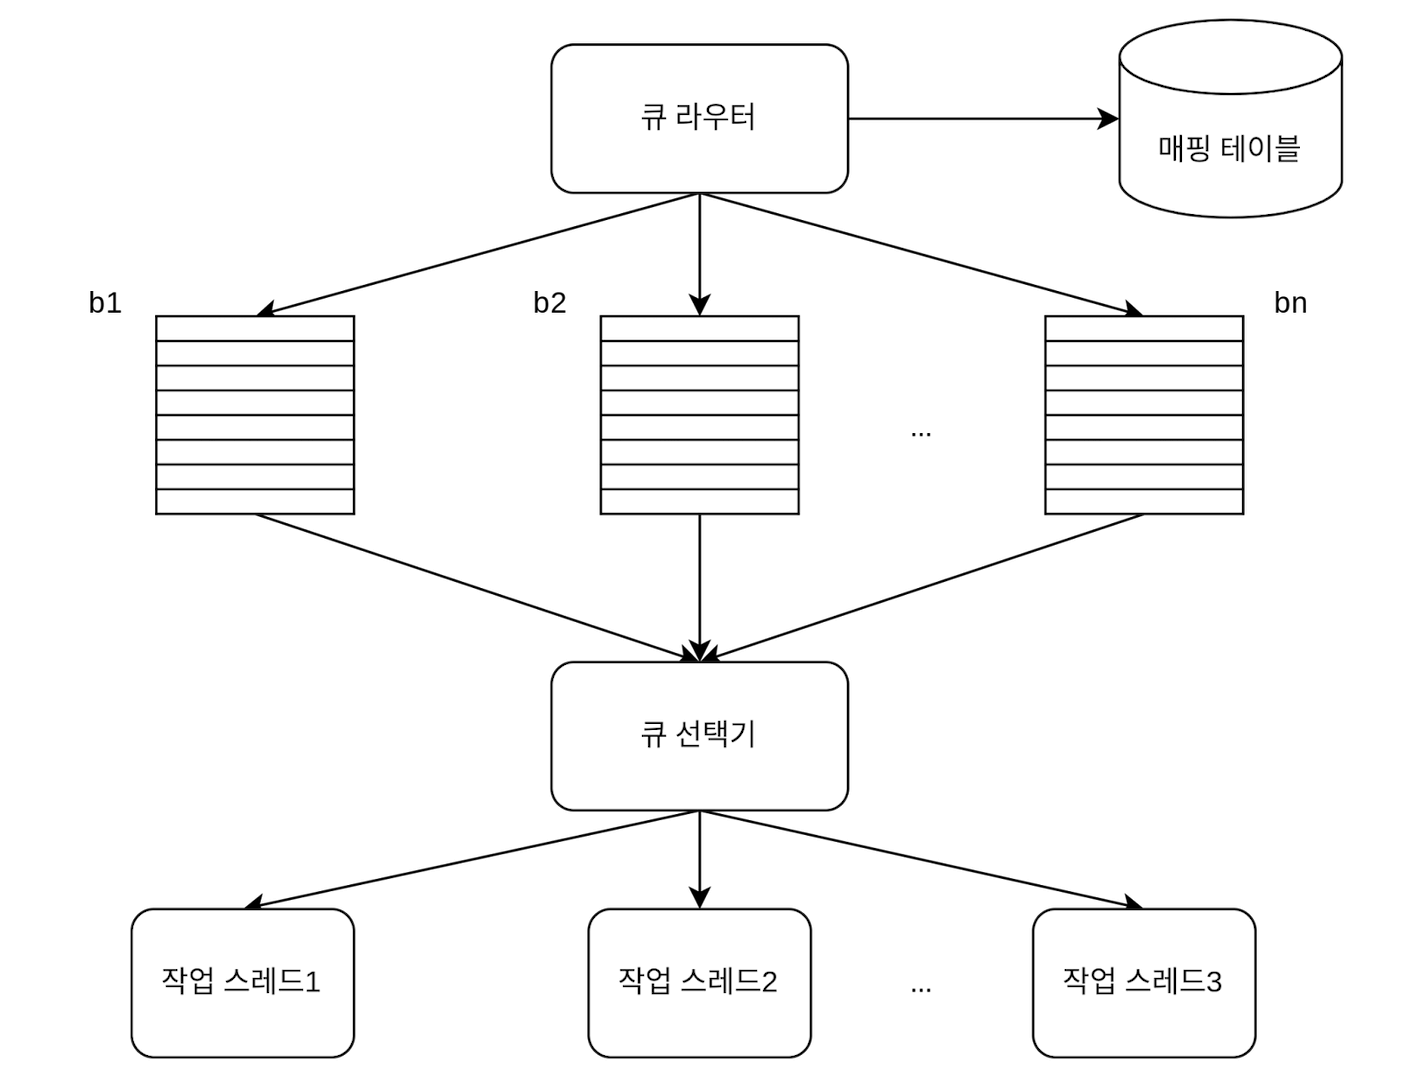 큐 라우터
매핑 테이블
b1
b2
bn
...
큐 선택기
작업 스레드1
작업 스레드2
...
작업 스레드3